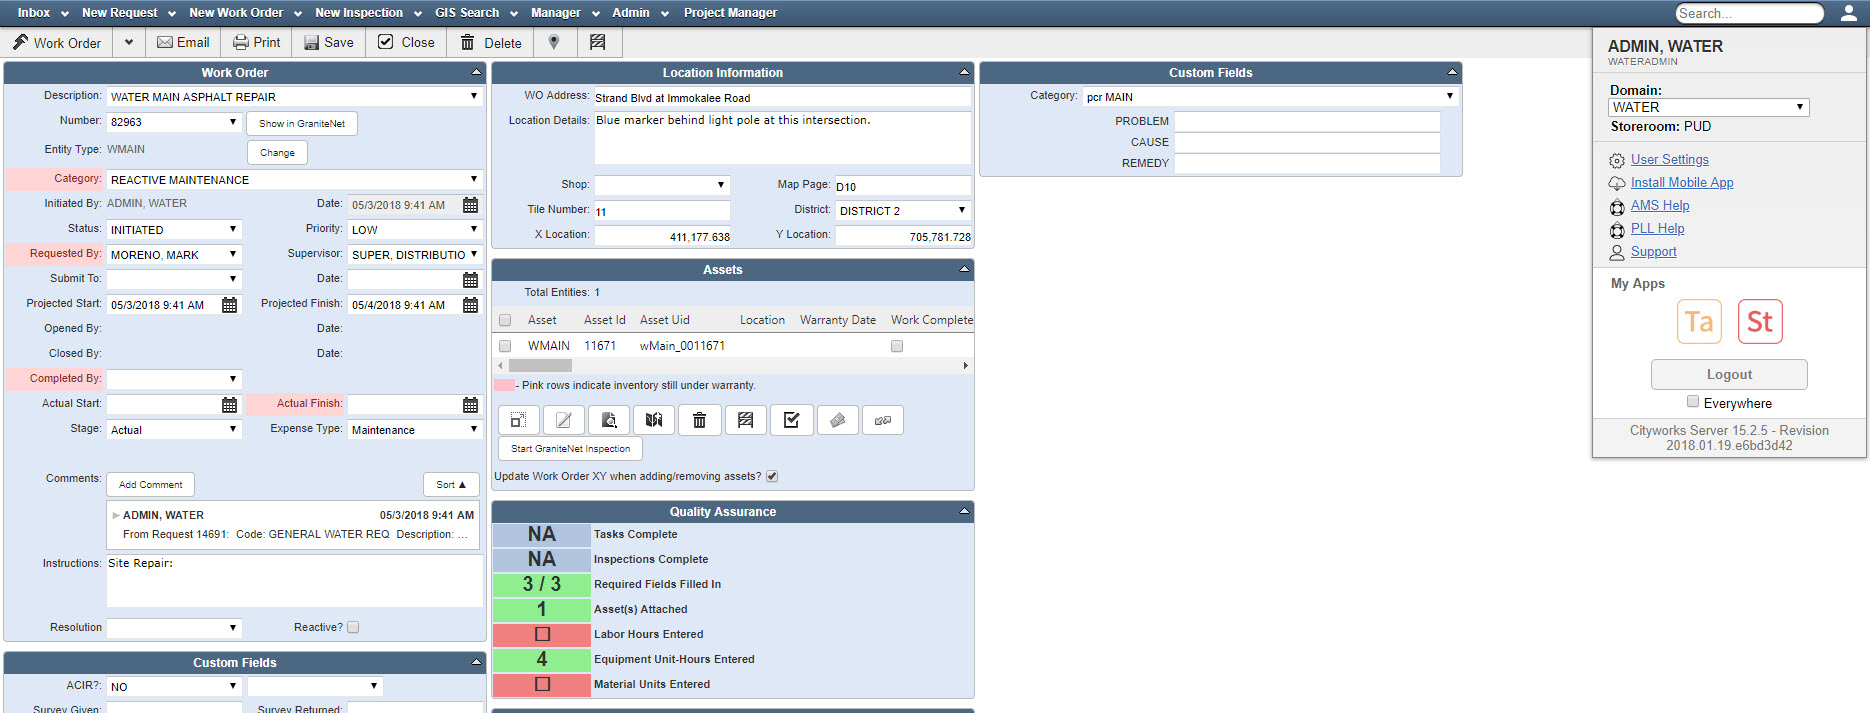 Inbox New Request New Work Order New Inspection GIS Search Manager Admin Project Manager Search...
Work Order Email Print Save Close Delete
Work Order
Description: WATER MAIN ASPHALT REPAIR
Number: 82963 Show in GraniteNet
Entity Type: WMAIN Change
Category: REACTIVE MAINTENANCE
Initiated By: ADMIN, WATER Date: 05/3/2018 9:41 AM
Status: INITIATED Priority: LOW
Requested By: MORENO, MARK Supervisor: SUPER, DISTRIBUTIO
Submit To: Date:
Projected Start: 05/3/2018 9:41 AM Projected Finish: 05/4/2018 9:41 AM
Opened By: Date:
Closed By: Date:
Completed By:
Actual Start: Actual Finish:
Stage: Actual Expense Type: Maintenance
Comments: Add Comment Sort ▲
ADMIN, WATER 05/3/2018 9:41 AM
From Request 14691: Code: GENERAL WATER REQ Description: ...
Instructions: Site Repair:
Resolution Reactive?
Custom Fields
ACIR?: NO
Survey Given: Survey Returned:
Location Information
WO Address: Strand Blvd at Immokalee Road
Location Details: Blue marker behind light pole at this intersection.
Shop: Map Page: D10
Tile Number: 11 District: DISTRICT 2
X Location: 411,177.638 Y Location: 705,781.728
Assets
Total Entities: 1
Asset Asset Id Asset Uid Location Warranty Date Work Complete
WMAIN 11671 wMain_0011671
- Pink rows indicate inventory still under warranty.
Start GraniteNet Inspection
Update Work Order XY when adding/removing assets?
Quality Assurance
NA Tasks Complete
NA Inspections Complete
3 / 3 Required Fields Filled In
1 Asset(s) Attached
Labor Hours Entered
4 Equipment Unit-Hours Entered
Material Units Entered
Custom Fields
Category: pcr MAIN
PROBLEM
CAUSE
REMEDY
ADMIN, WATER
WATERADMIN
Domain:
WATER
Storeroom: PUD
User Settings
Install Mobile App
AMS Help
PLL Help
Support
My Apps
Ta St
Logout
Everywhere
Cityworks Server 15.2.5 - Revision
2018.01.19.e6bd3d42